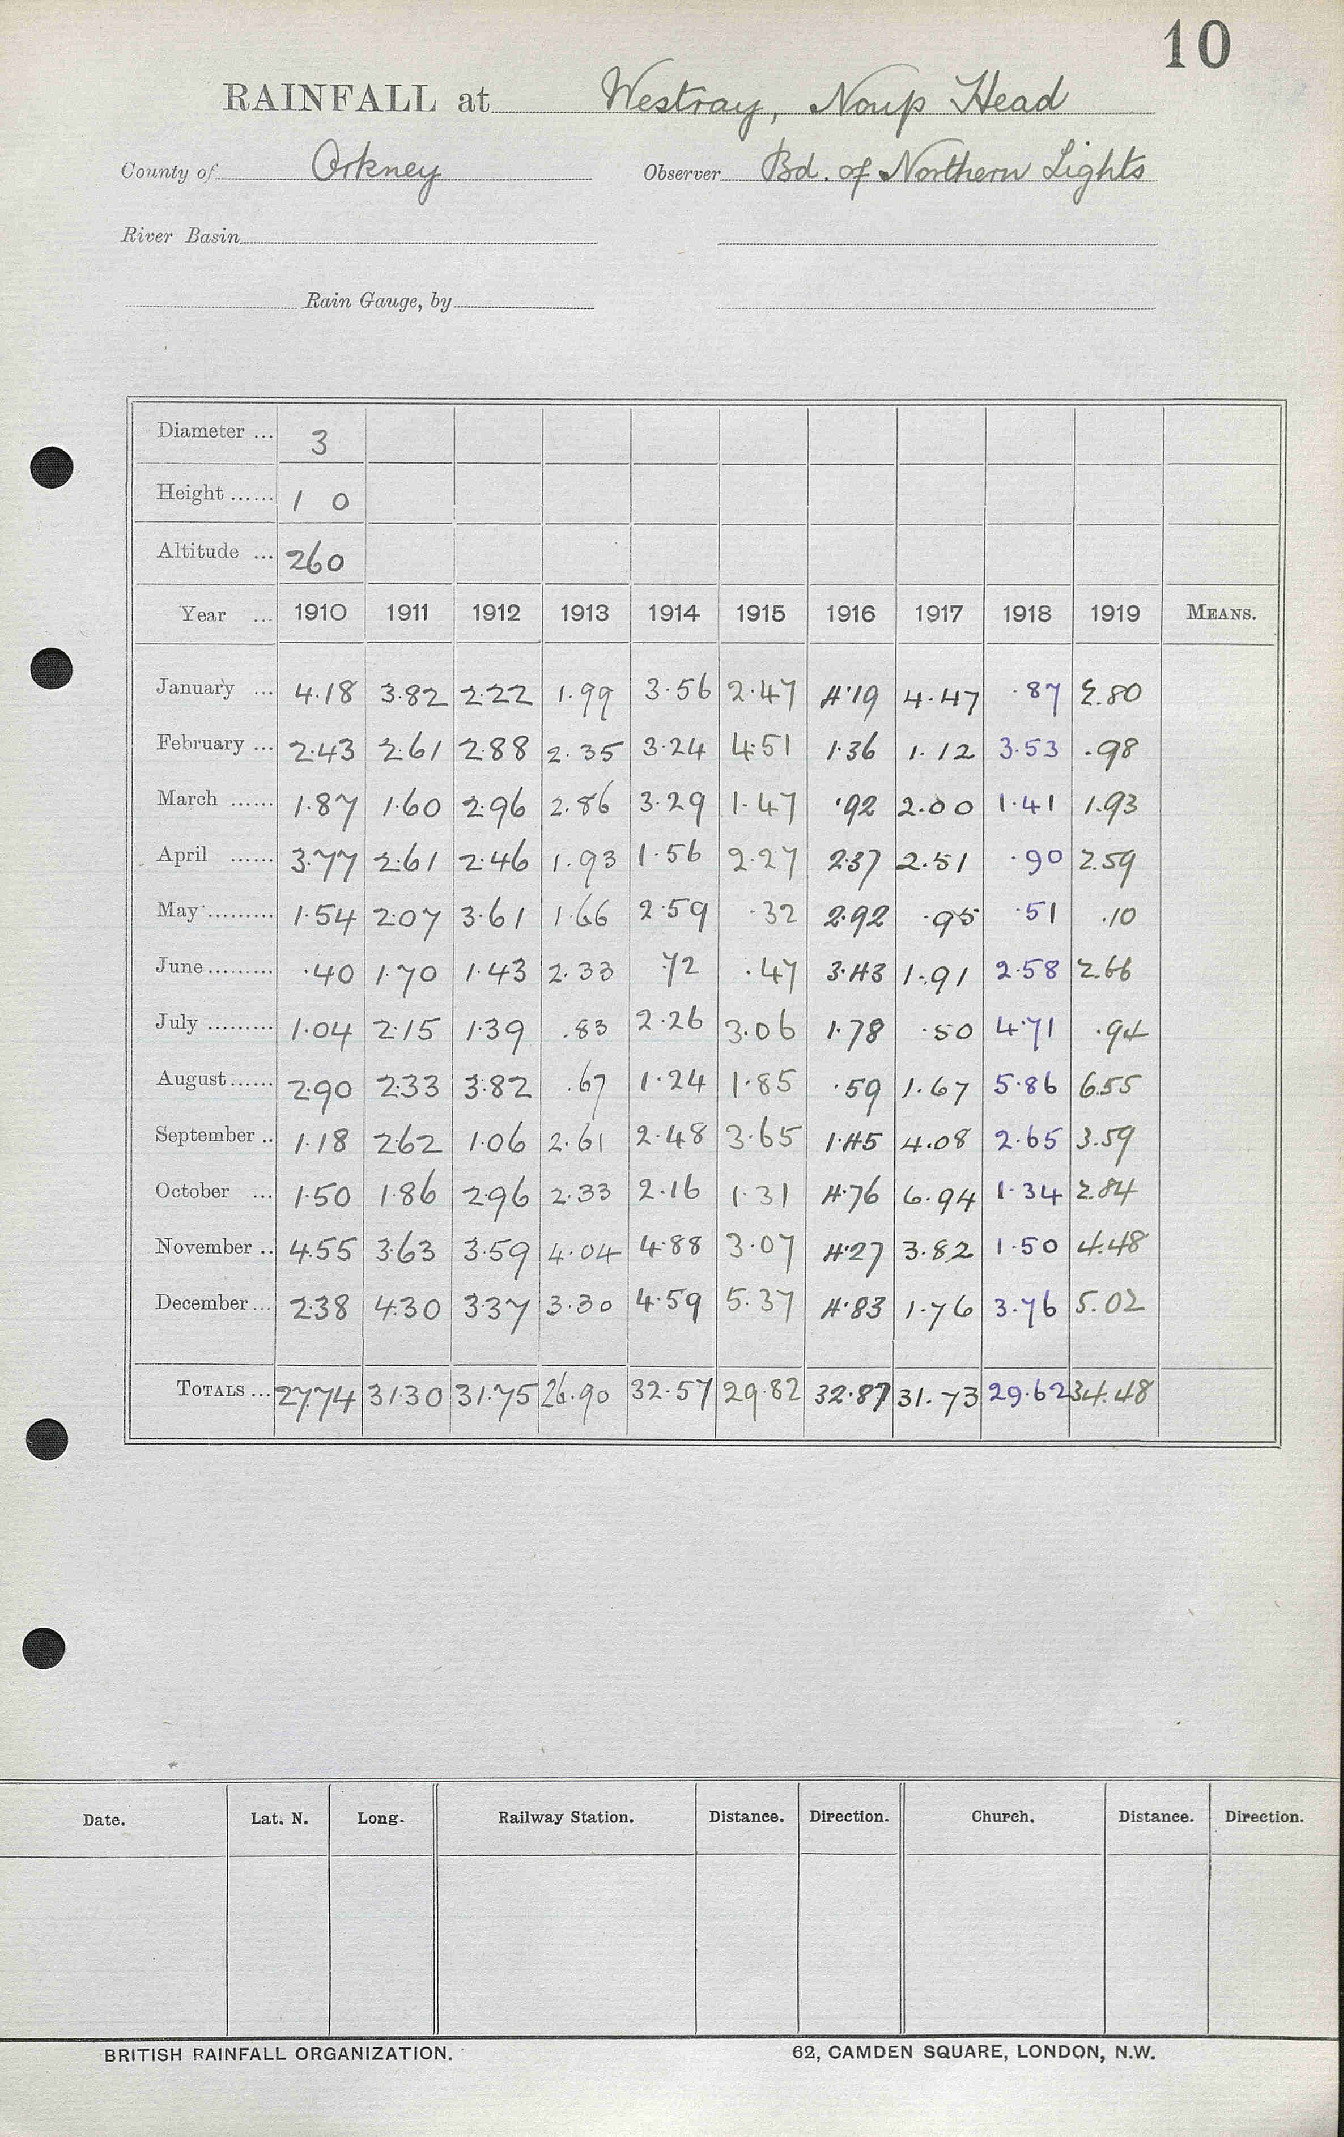 10
RAINFALL at Westray, Noup Head
County of Orkney Observer Bd. of Northern Lights
River Basin
Rain Gauge, by
Diameter ... 3
Height ...... 1 0
Altitude ... 260
Year ... 1910 1911 1912 1913 1914 1915 1916 1917 1918 1919 MEANS.
January ... 4.18 3.82 2.22 1.99 3.56 2.47 4.19 4.47 .87 2.80
February ... 2.43 2.61 2.88 2.35 3.24 4.51 1.36 1.12 3.53 .98
March ...... 1.87 1.60 2.96 2.86 3.29 1.47 .92 2.00 1.41 1.93
April ...... 3.77 2.61 2.46 1.93 1.56 2.27 2.37 2.51 .90 2.59
May ......... 1.54 2.07 3.61 1.66 2.59 .32 2.92 .95 .51 .10
June ......... .40 1.70 1.43 2.33 .72 .47 3.43 1.91 2.58 2.66
July ......... 1.04 2.15 1.39 .83 2.26 3.06 1.78 .50 4.71 .94
August ...... 2.90 2.33 3.82 .67 1.24 1.85 .59 1.67 5.86 6.55
September .. 1.18 2.62 1.06 2.61 2.48 3.65 1.45 4.08 2.65 3.59
October ... 1.50 1.86 2.96 2.33 2.16 1.31 4.76 6.94 1.34 2.84
November .. 4.55 3.63 3.59 4.04 4.88 3.07 4.27 3.82 1.50 4.48
December ... 2.38 4.30 3.37 3.30 4.59 5.37 4.83 1.76 3.76 5.02
TOTALS ... 27.74 31.30 31.75 26.90 32.57 29.82 32.87 31.73 29.62 34.48
Date. Lat. N. Long. Railway Station. Distance. Direction. Church. Distance. Direction.
BRITISH RAINFALL ORGANIZATION. 62, CAMDEN SQUARE, LONDON, N.W.